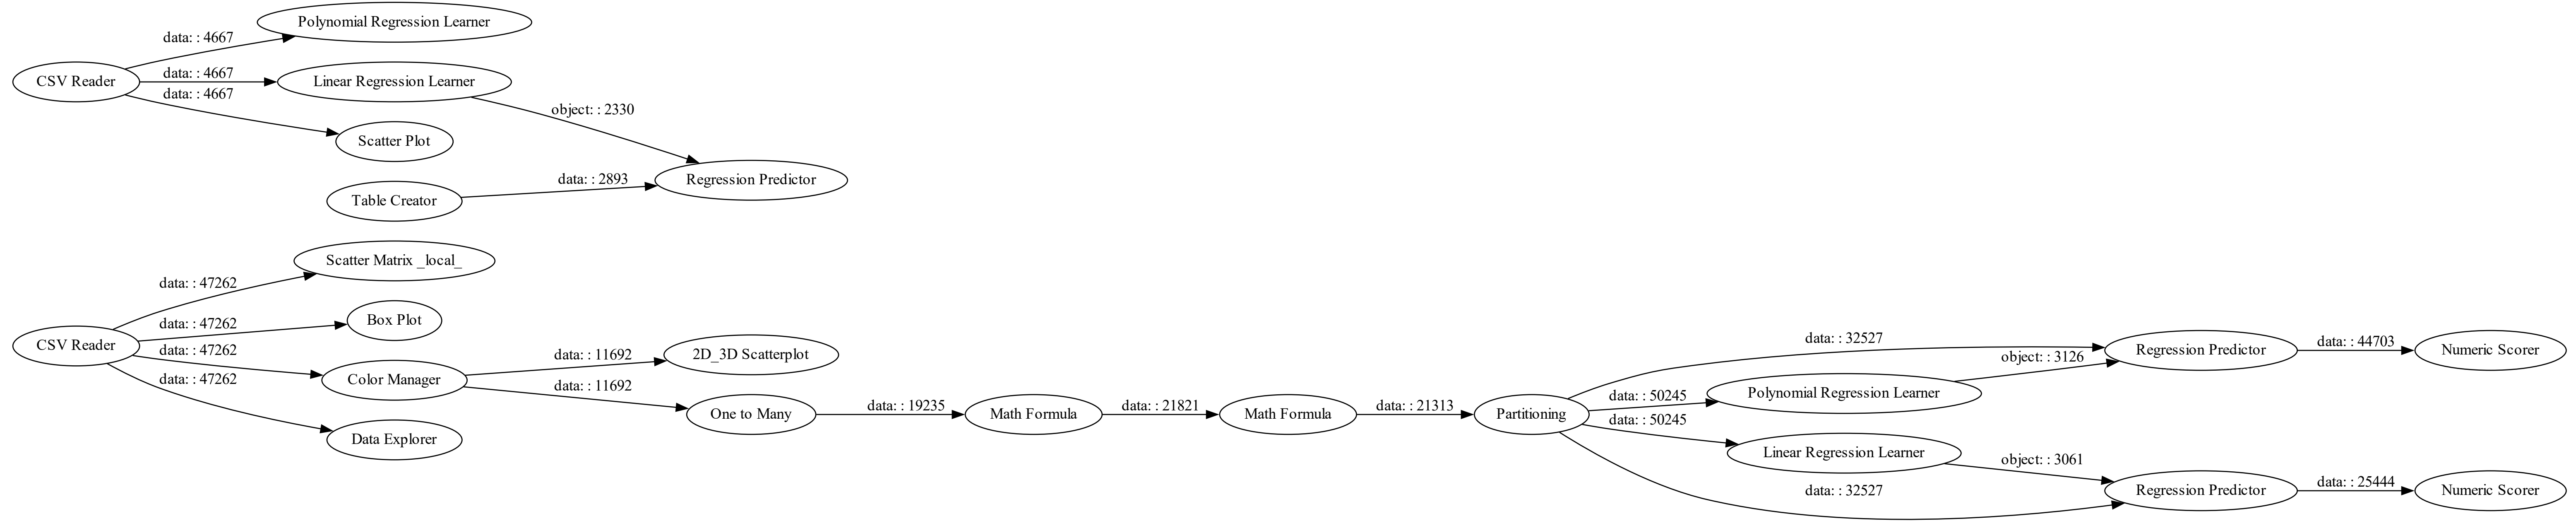 Polynomial Regression Learner
data: : 4667
CSV Reader
data: : 4667
Linear Regression Learner
data: : 4667
object: : 2330
Scatter Plot
data: : 2893
Regression Predictor
Table Creator
Scatter Matrix _local_
data: : 47262
Box Plot
data: : 47262
CSV Reader
data: : 47262
Color Manager
data: : 47262
Data Explorer
data: : 11692
2D_3D Scatterplot
data: : 11692
One to Many
data: : 19235
Math Formula
data: : 21821
Math Formula
data: : 21313
Partitioning
data: : 32527
data: : 50245
Polynomial Regression Learner
object: : 3126
Regression Predictor
data: : 44703
Numeric Scorer
data: : 50245
Linear Regression Learner
object: : 3061
data: : 32527
Regression Predictor
data: : 25444
Numeric Scorer